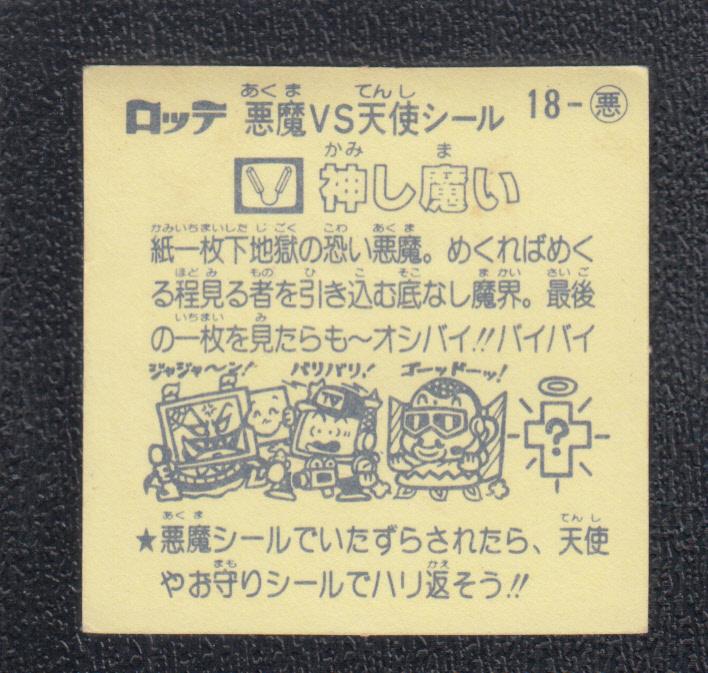 あくま てんし
ロッテ 悪魔VS天使シール 18-悪
かみ ま
神し魔い
かみいちまいした じごく こわ あくま
紙一枚下地獄の恐い悪魔。めくればめく
ほどみ もの ひ こ そこ まかい さいご
る程見る者を引き込む底なし魔界。最後
いちまい み
の一枚を見たらも〜オシバイ!!バイバイ
ジャジャ〜ン! バリバリ! ゴーッドーッ!
TV
?
あくま てんし
★悪魔シールでいたずらされたら、天使
まも かえ
やお守りシールでハリ返そう!!